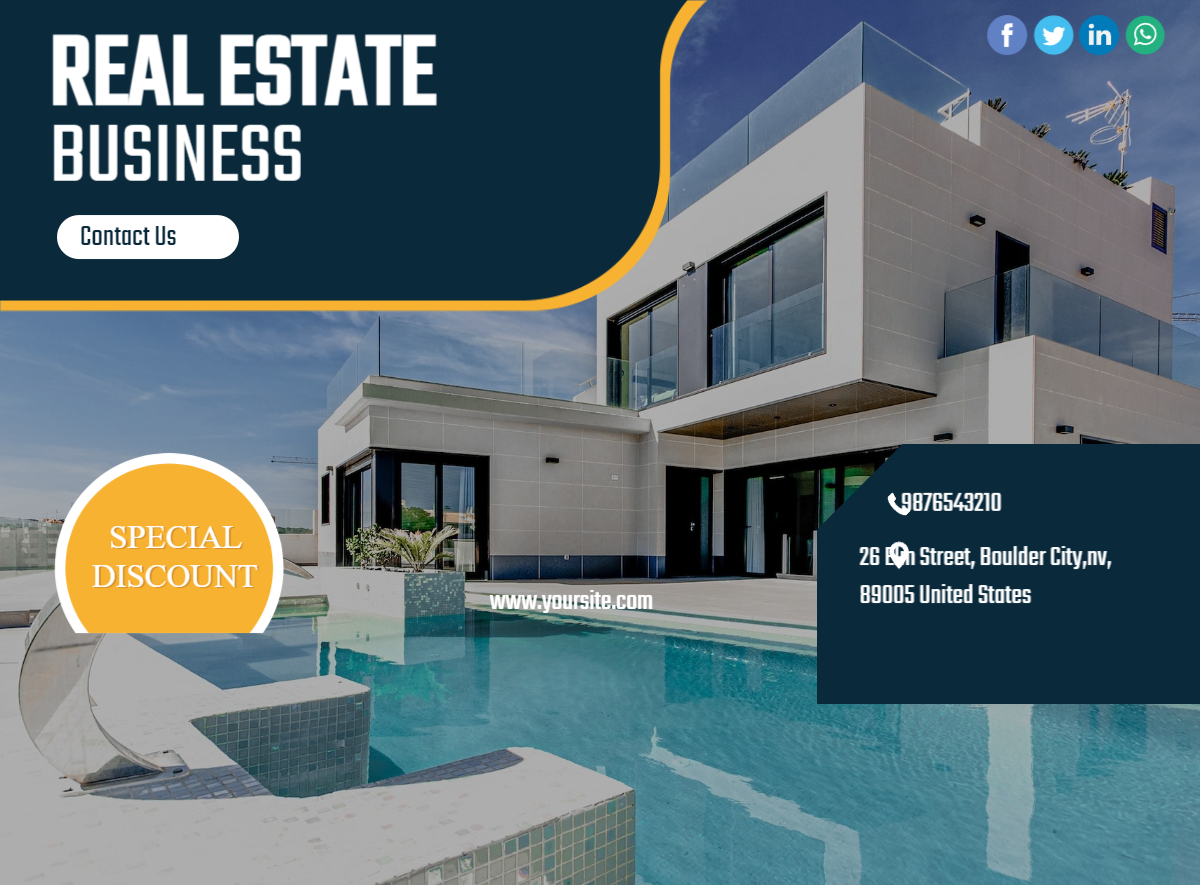 REAL ESTATE
BUSINESS
Contact Us
SPECIAL
DISCOUNT
www.yoursite.com
9876543210
26 Street, Boulder City,nv,
89005 United States